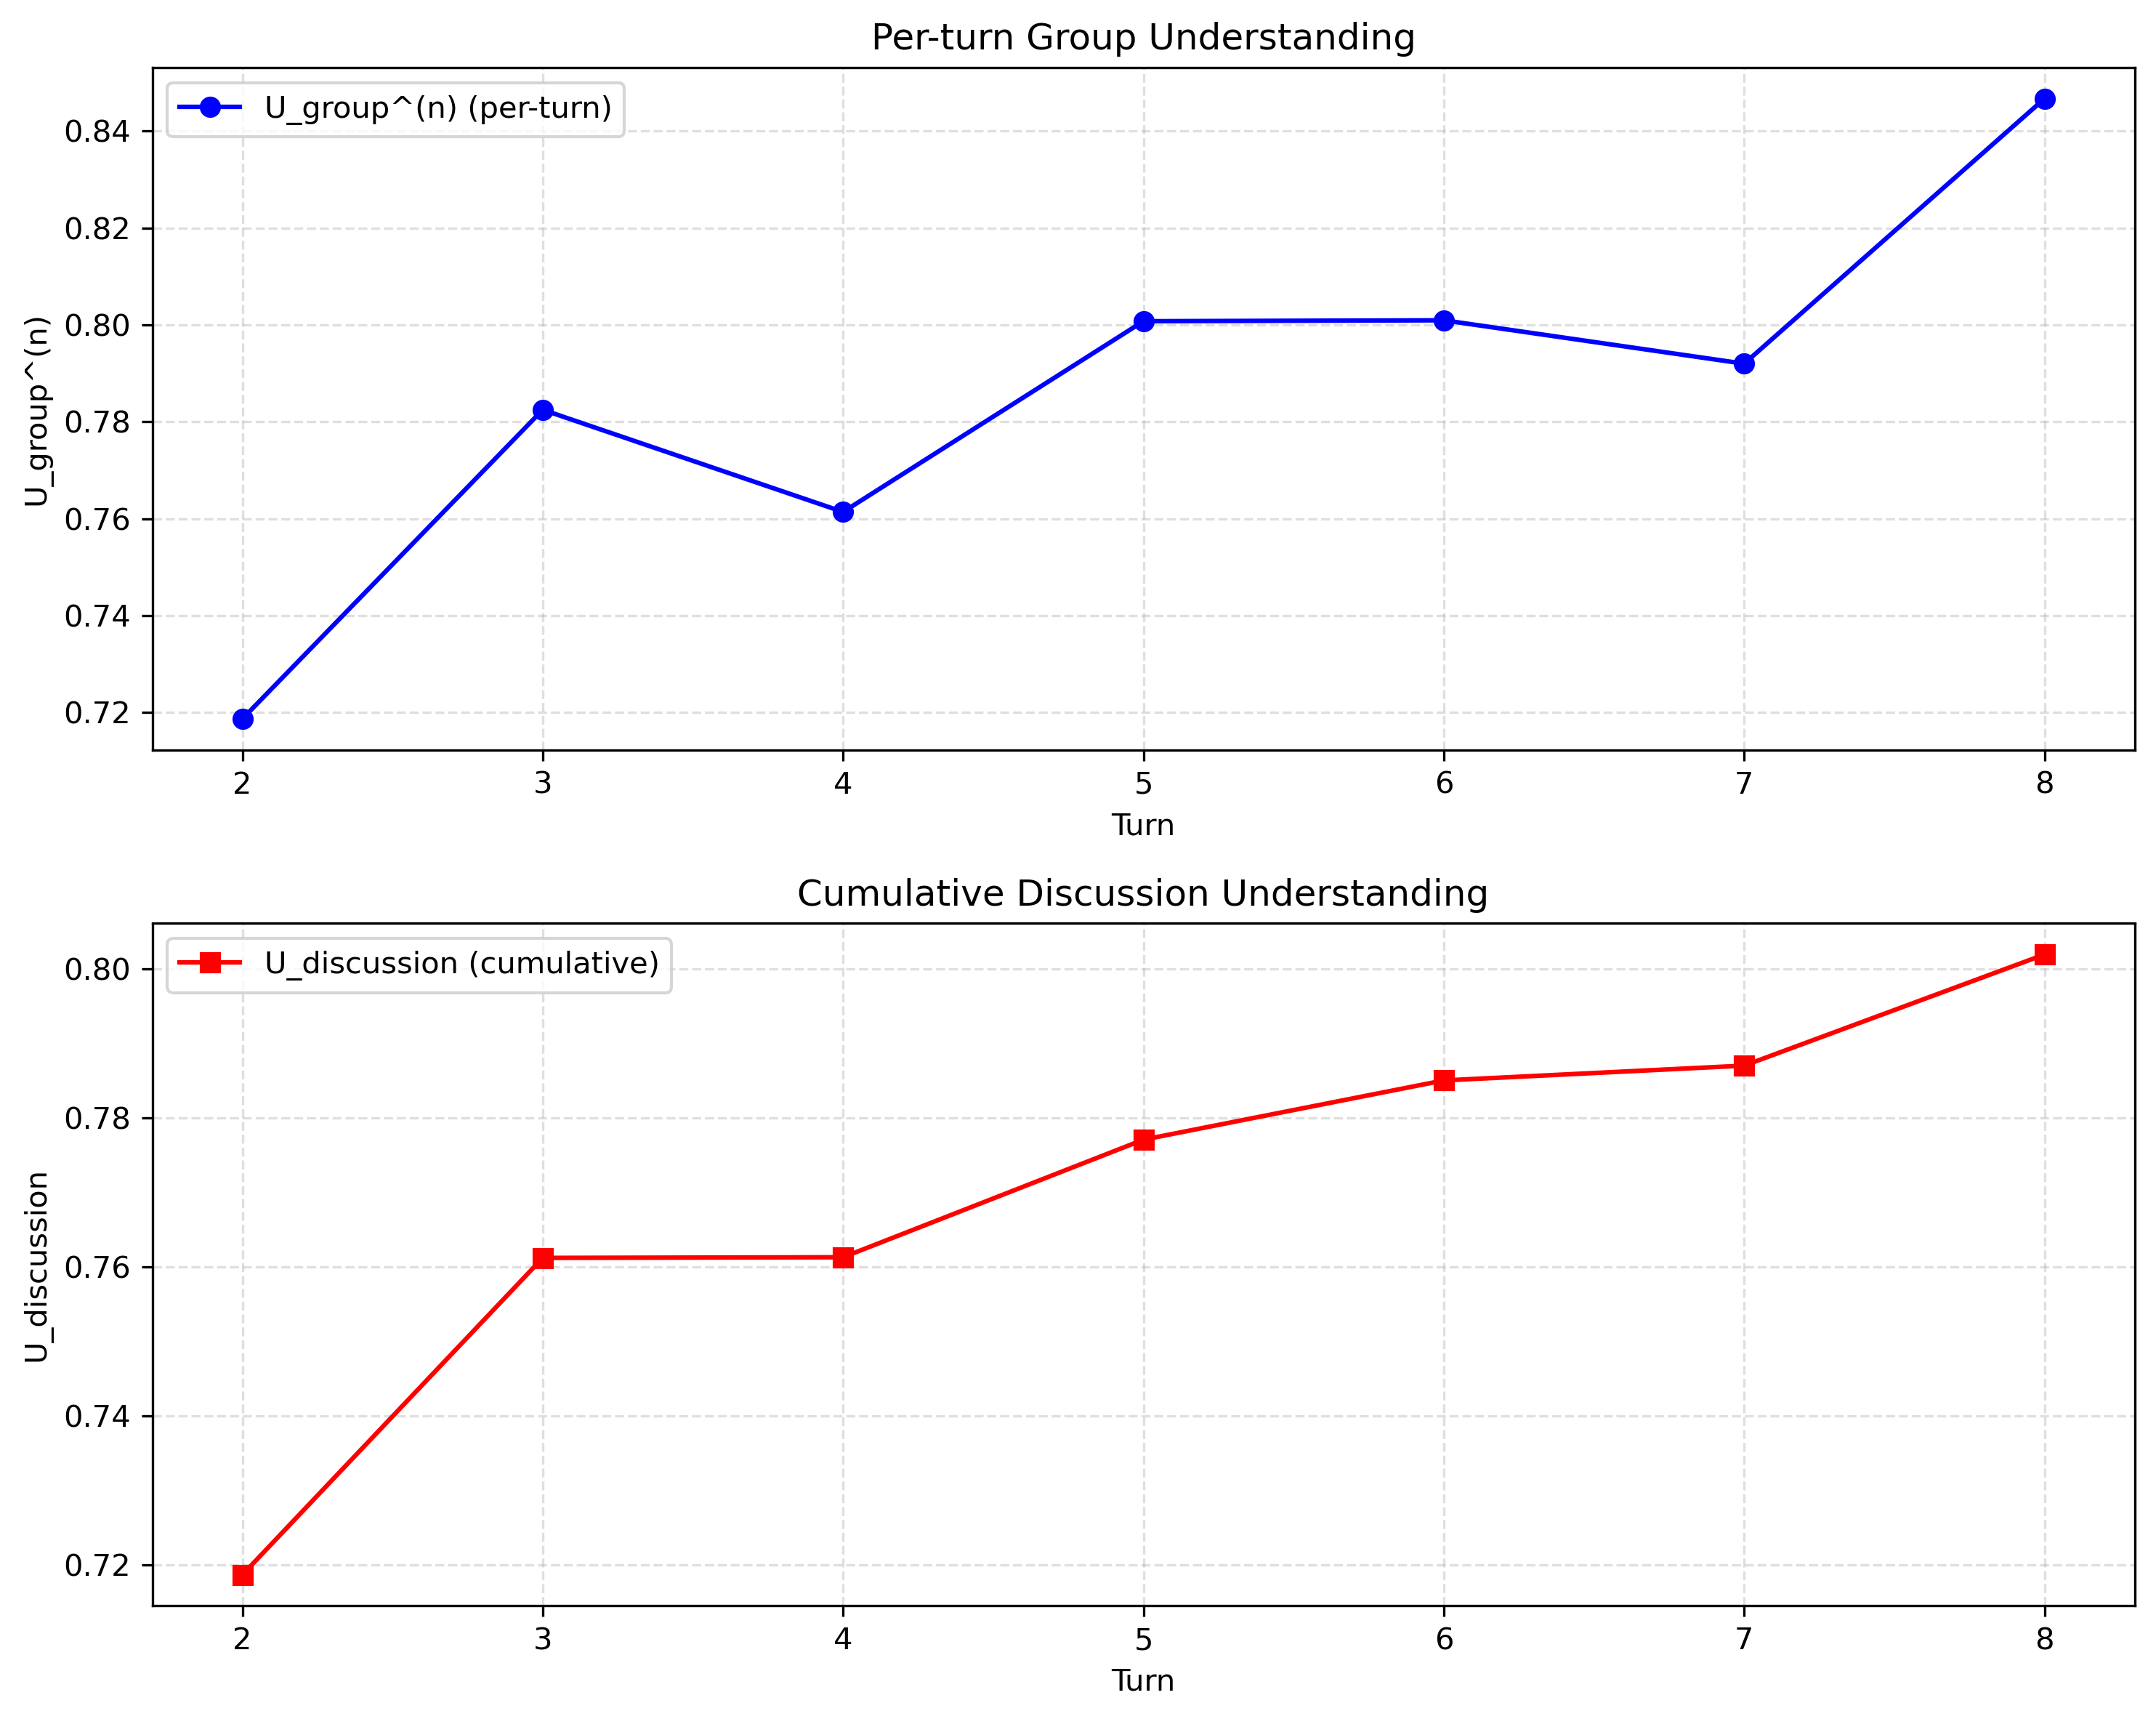 Per-turn Group Understanding
U_group^(n) (per-turn)
U_group^(n)
0.84
0.82
0.80
0.78
0.76
0.74
0.72
2 3 4 5 6 7 8
Turn
Cumulative Discussion Understanding
U_discussion (cumulative)
U_discussion
0.80
0.78
0.76
0.74
0.72
2 3 4 5 6 7 8
Turn